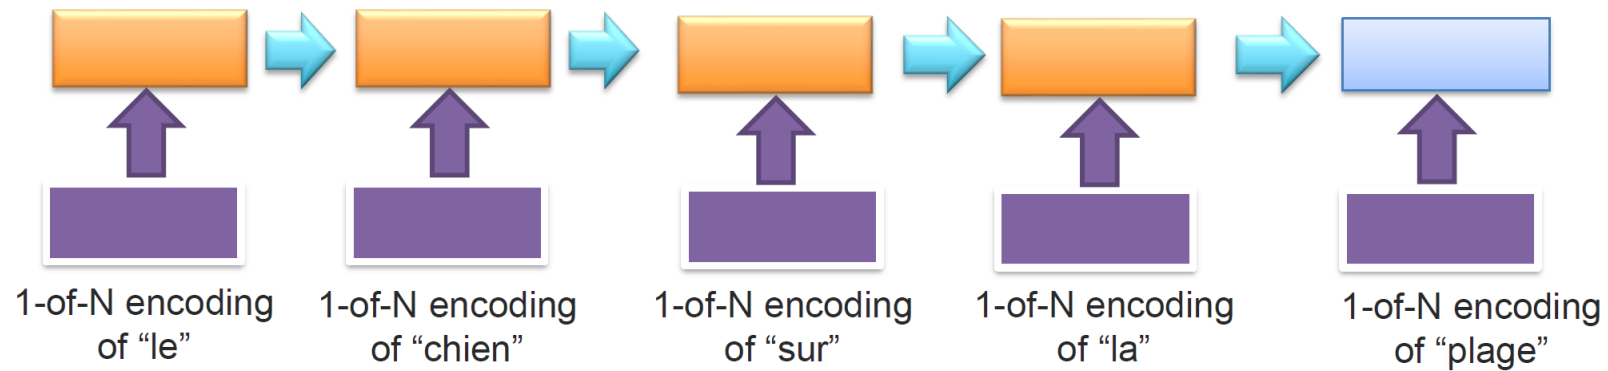 1-of-N encoding
of “le”
1-of-N encoding
of “chien”
1-of-N encoding
of “sur”
1-of-N encoding
of “la”
1-of-N encoding
of “plage”